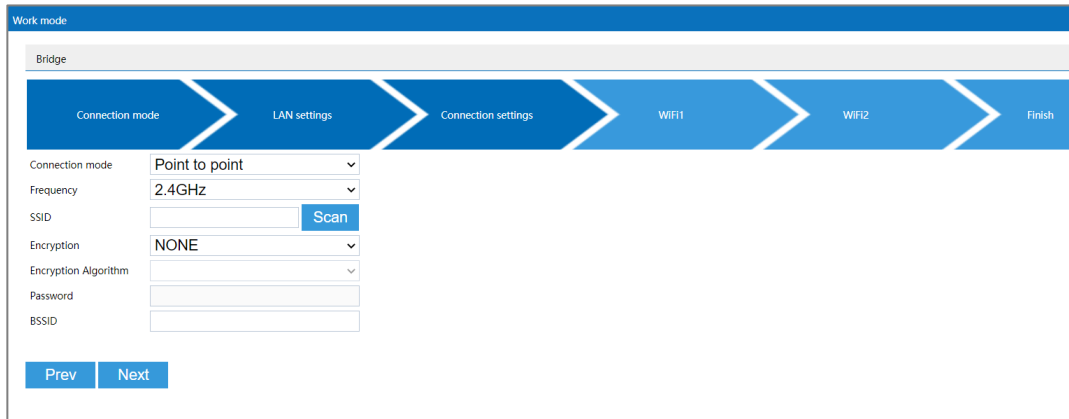 Work mode
Bridge
Connection mode
LAN settings
Connection settings
WiFi1
WiFi2
Finish
Connection mode Point to point
Frequency 2.4GHz
SSID Scan
Encryption NONE
Encryption Algorithm
Password
BSSID
Prev Next